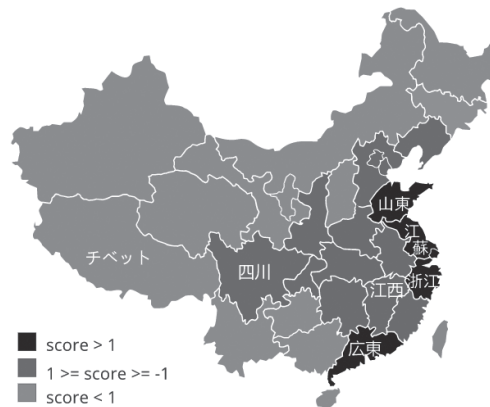 山東
江
蘇
チベット
四川
浙江
江西
広東
score > 1
1 >= score >= -1
score < 1